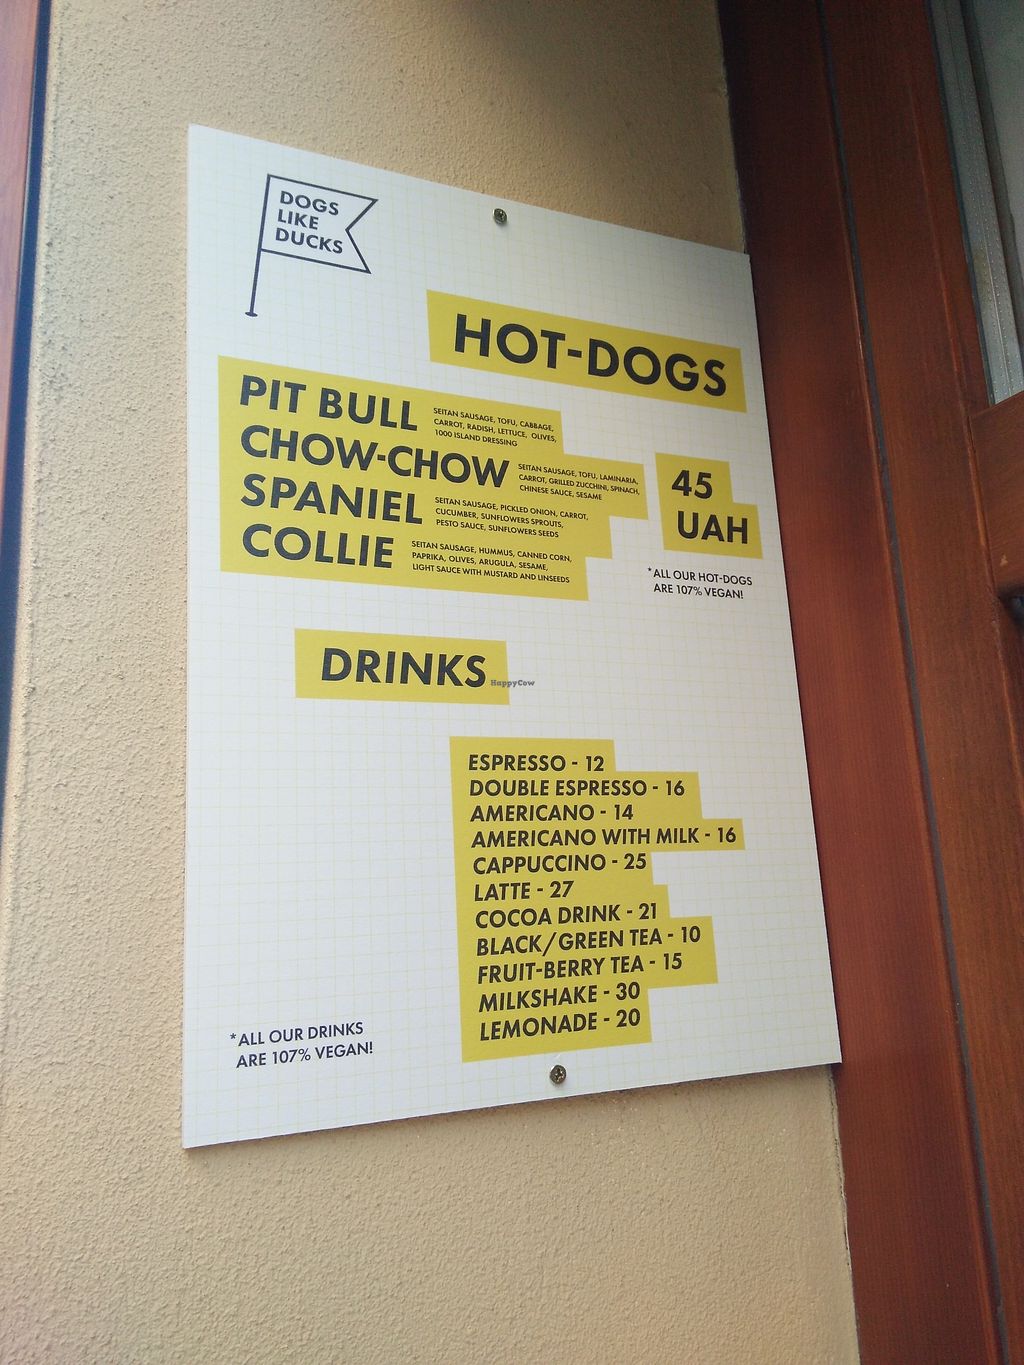 DOGS
LIKE
DUCKS
HOT-DOGS
PIT BULL
SEITAN SAUSAGE, TOFU, CABBAGE,
CARROT, RADISH, LETTUCE, OLIVES,
1000 ISLAND DRESSING
CHOW-CHOW
SEITAN SAUSAGE, TOFU, LAMINARIA,
CARROT, GRILLED ZUCCHINI, SPINACH,
CHINESE SAUCE, SESAME
SPANIEL
SEITAN SAUSAGE, PICKLED ONION, CARROT,
CUCUMBER, SUNFLOWERS SPROUTS,
PESTO SAUCE, SUNFLOWERS SEEDS
COLLIE
SEITAN SAUSAGE, HUMMUS, CANNED CORN,
PAPRIKA, OLIVES, ARUGULA, SESAME,
LIGHT SAUCE WITH MUSTARD AND LINSEEDS
45
UAH
*ALL OUR HOT-DOGS
ARE 107% VEGAN!
DRINKS
HappyCow
ESPRESSO - 12
DOUBLE ESPRESSO - 16
AMERICANO - 14
AMERICANO WITH MILK - 16
CAPPUCCINO - 25
LATTE - 27
COCOA DRINK - 21
BLACK/GREEN TEA - 10
FRUIT-BERRY TEA - 15
MILKSHAKE - 30
LEMONADE - 20
*ALL OUR DRINKS
ARE 107% VEGAN!